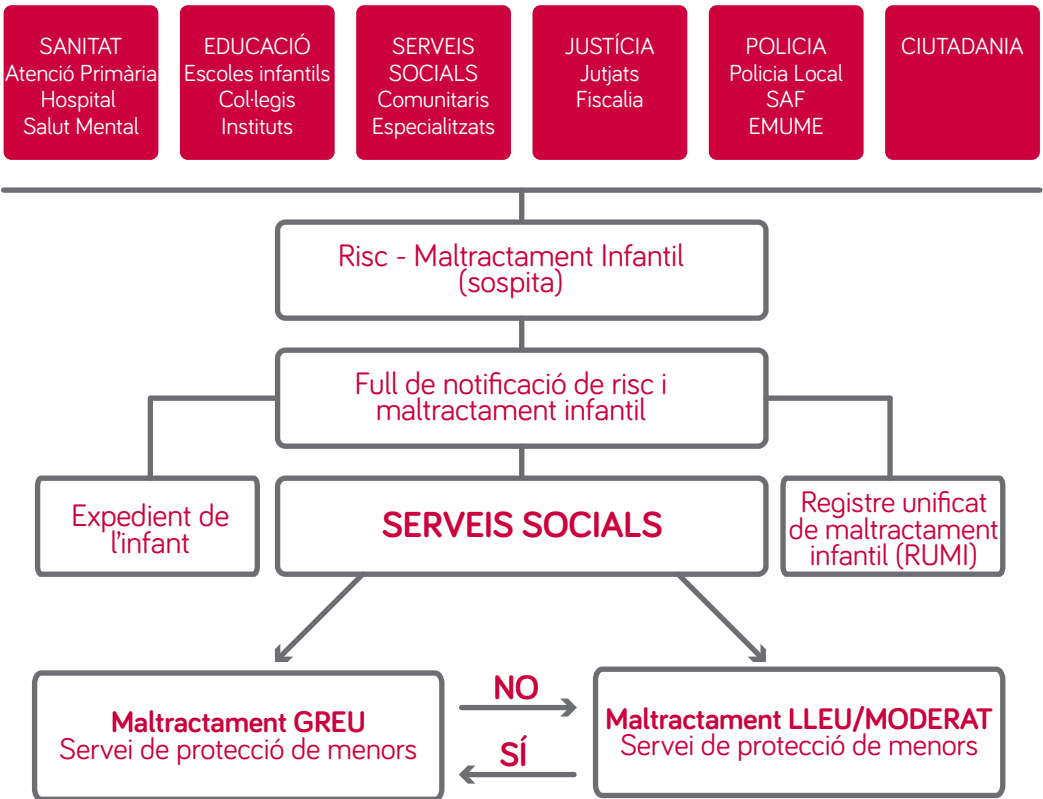 SANITAT
Atenció Primària
Hospital
Salut Mental
EDUCACIÓ
Escoles infantils
Col·legis
Instituts
SERVEIS
SOCIALS
Comunitaris
Especialitzats
JUSTÍCIA
Jutjats
Fiscalia
POLICIA
Policia Local
SAF
EMUME
CIUTADANIA
Risc - Maltractament Infantil
(sospita)
Full de notificació de risc i
maltractament infantil
Expedient de
l'infant
SERVEIS SOCIALS
Registre unificat
de maltractament
infantil (RUMI)
Maltractament GREU
Servei de protecció de menors
NO
SÍ
Maltractament LLEU/MODERAT
Servei de protecció de menors